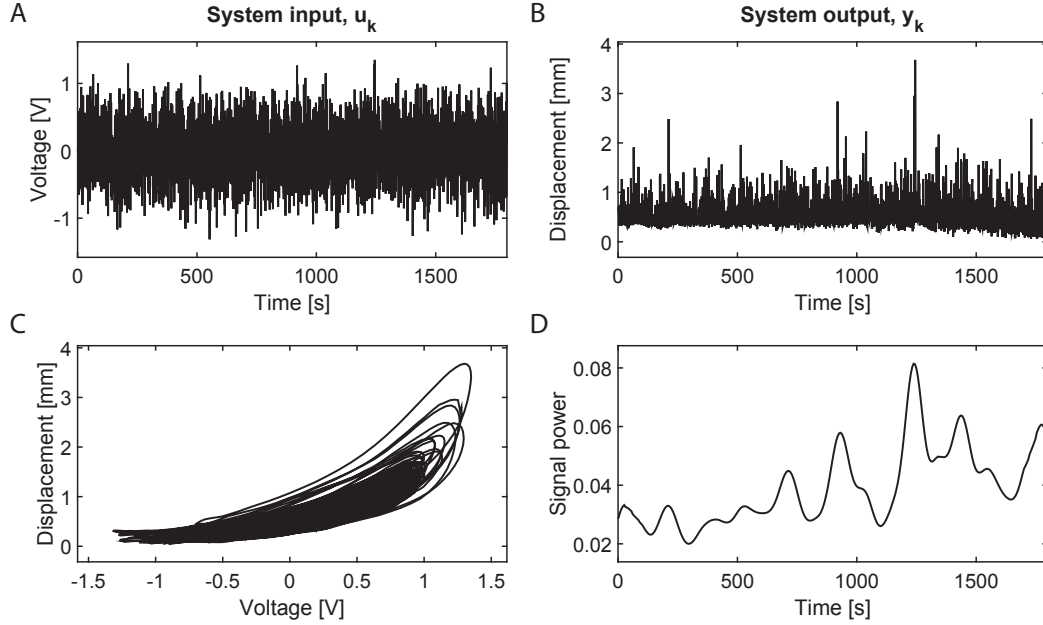 A
System input, u_k
Voltage [V]
1
0
-1
0
500
1000
1500
Time [s]
B
System output, y_k
Displacement [mm]
4
3
2
1
0
0
500
1000
1500
Time [s]
C
Displacement [mm]
4
3
2
1
0
-1.5
-1
-0.5
0
0.5
1
1.5
Voltage [V]
D
Signal power
0.08
0.06
0.04
0.02
0
500
1000
1500
Time [s]